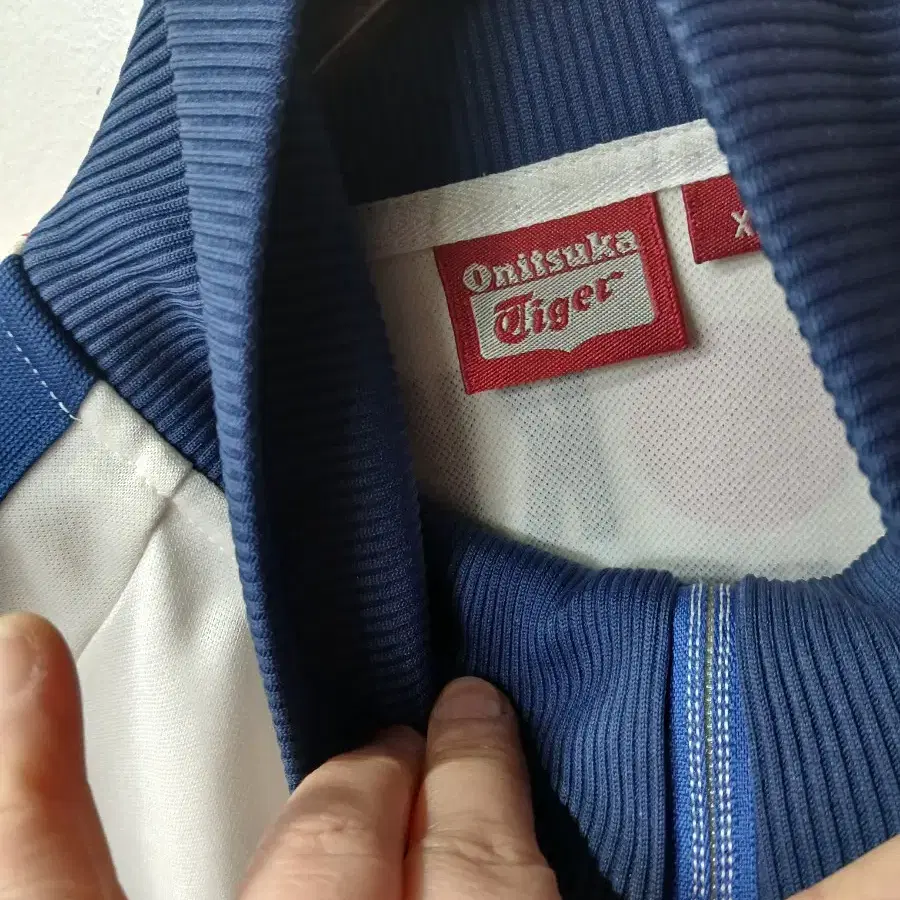 Onitsuka
Tiger
X